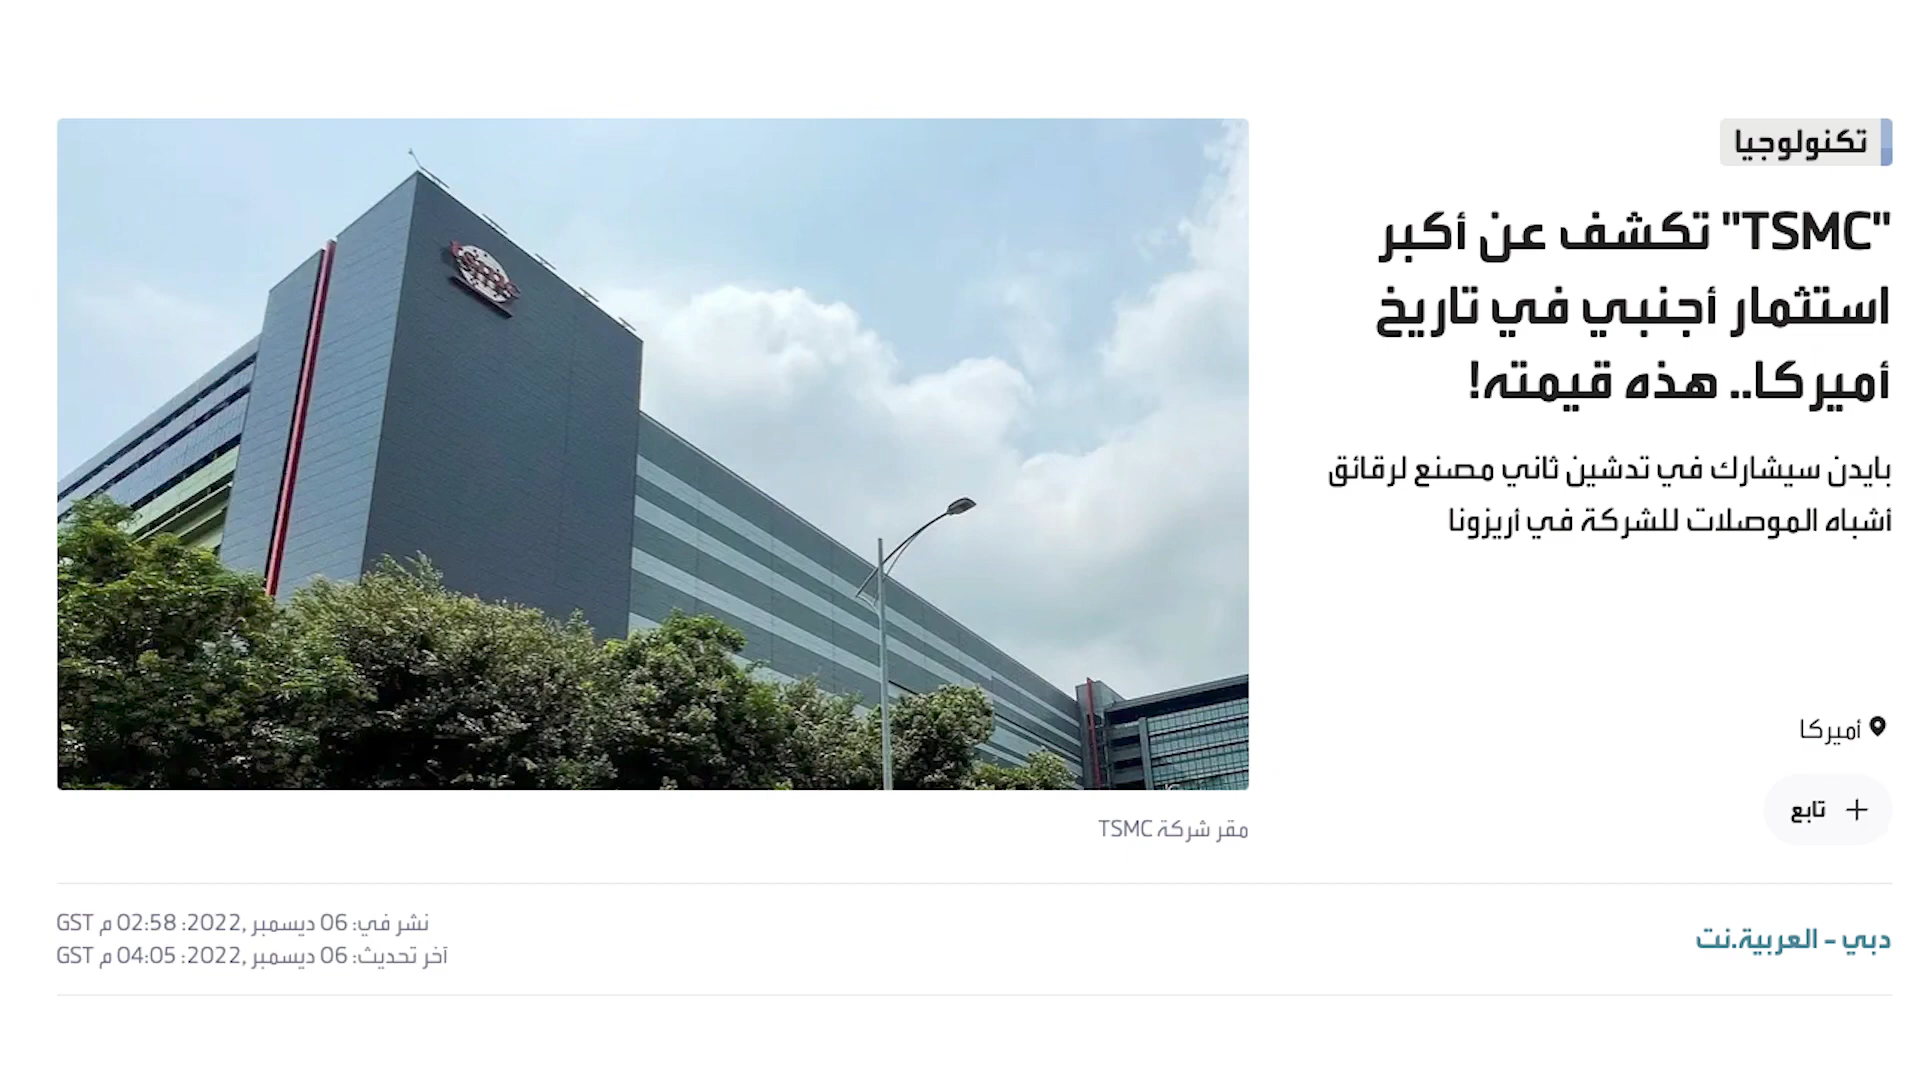 تكنولوجيا
"TSMC" تكشف عن أكبر
استثمار أجنبي في تاريخ
أميركا.. هذه قيمته!
بايدن سيشارك في تدشين ثاني مصنع لرقائق
أشباه الموصلات للشركة في أريزونا
أميركا
+ تابع
مقر شركة TSMC
دبي - العربية.نت
نشر في: 06 ديسمبر ,2022: 02:58 م GST
آخر تحديث: 06 ديسمبر ,2022: 04:05 م GST